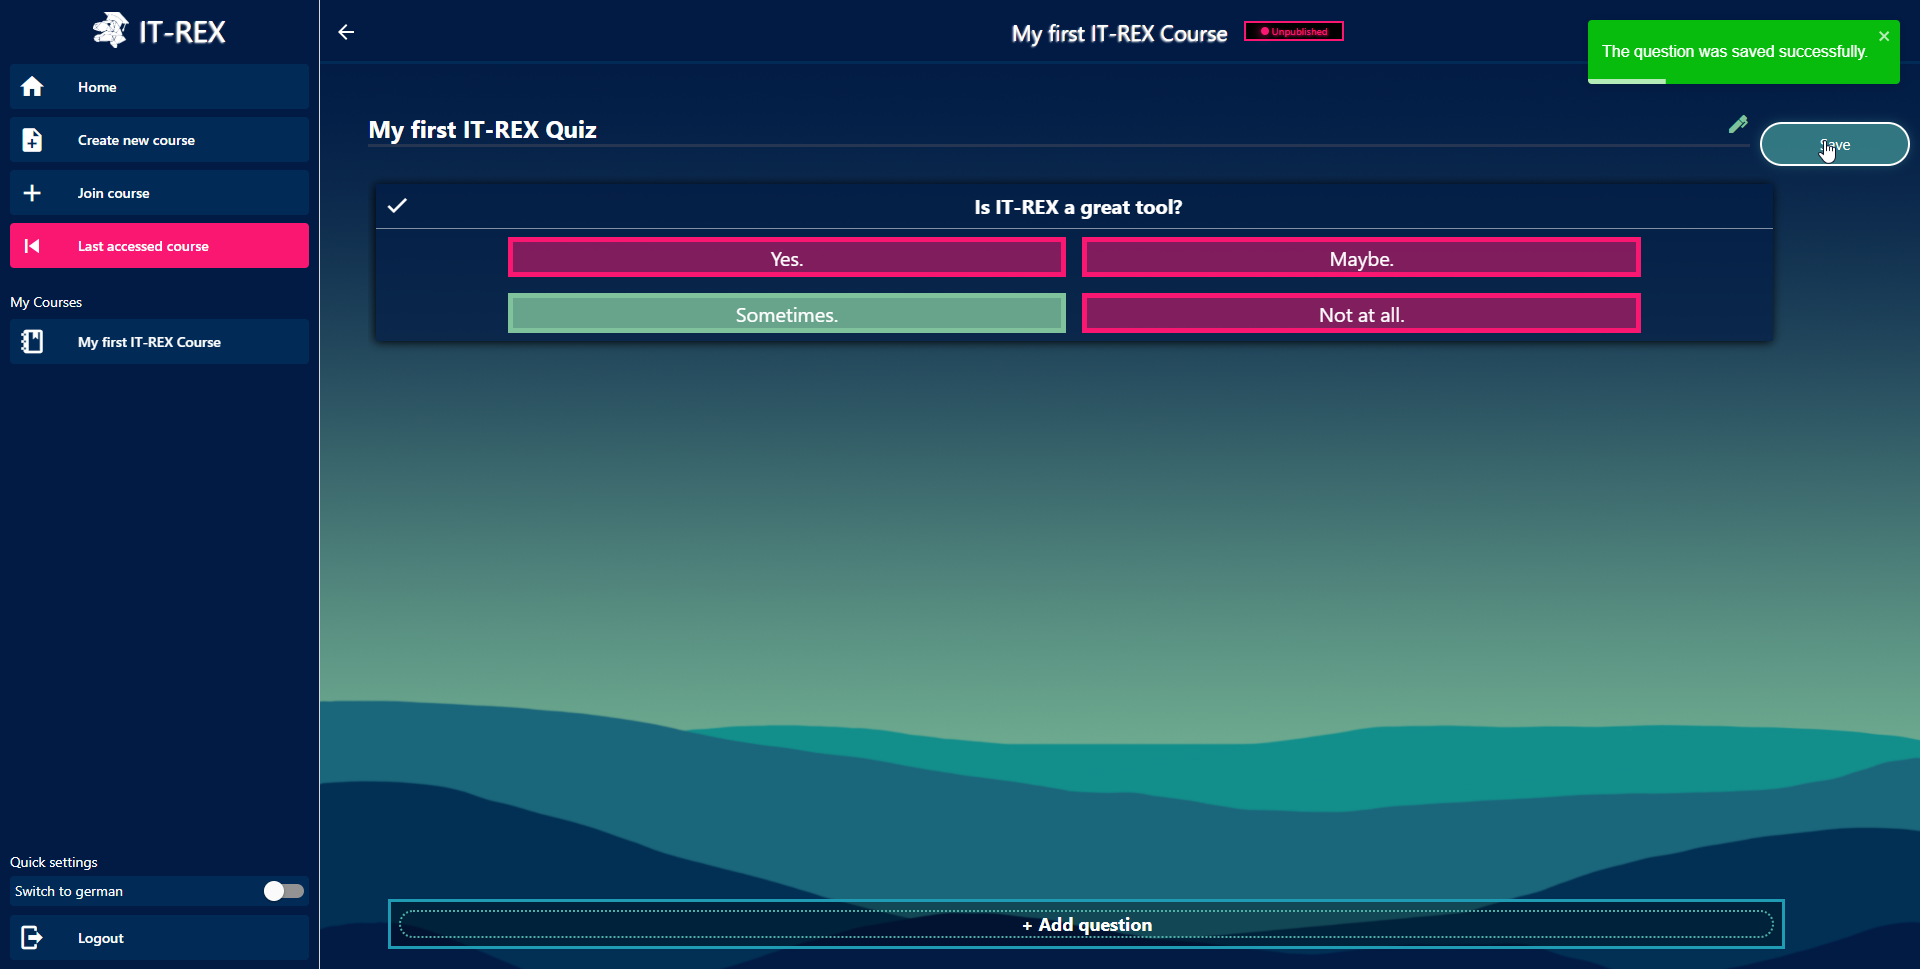 IT-REX
Home
Create new course
Join course
Last accessed course
My Courses
My first IT-REX Course
Quick settings
Switch to german
Logout
My first IT-REX Course
Unpublished
The question was saved successfully.
My first IT-REX Quiz
Save
Is IT-REX a great tool?
Yes.
Maybe.
Sometimes.
Not at all.
+ Add question